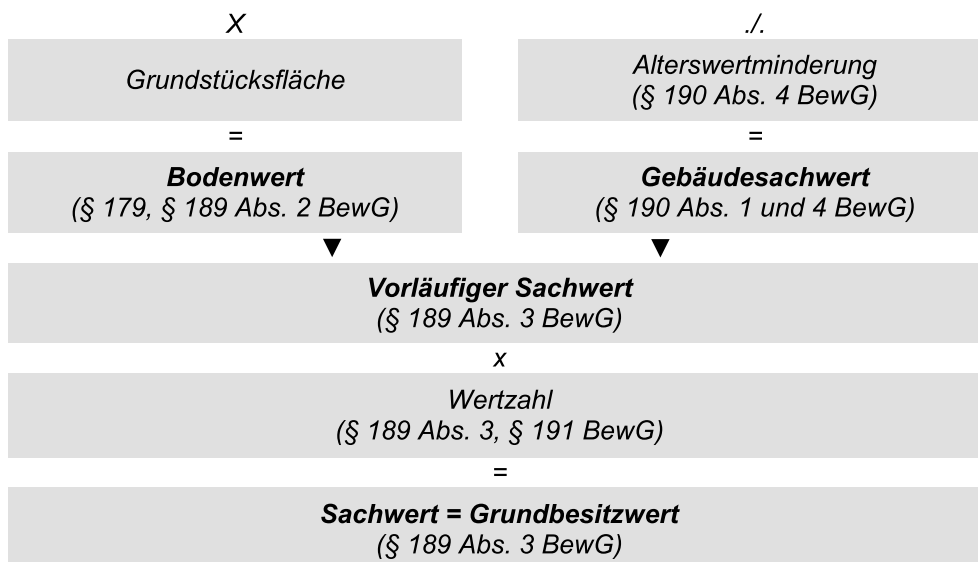 X
Grundstücksfläche
=
Bodenwert
(§ 179, § 189 Abs. 2 BewG)
▼
./.
Alterswertminderung
(§ 190 Abs. 4 BewG)
=
Gebäudesachwert
(§ 190 Abs. 1 und 4 BewG)
▼
Vorläufiger Sachwert
(§ 189 Abs. 3 BewG)
x
Wertzahl
(§ 189 Abs. 3, § 191 BewG)
=
Sachwert = Grundbesitzwert
(§ 189 Abs. 3 BewG)